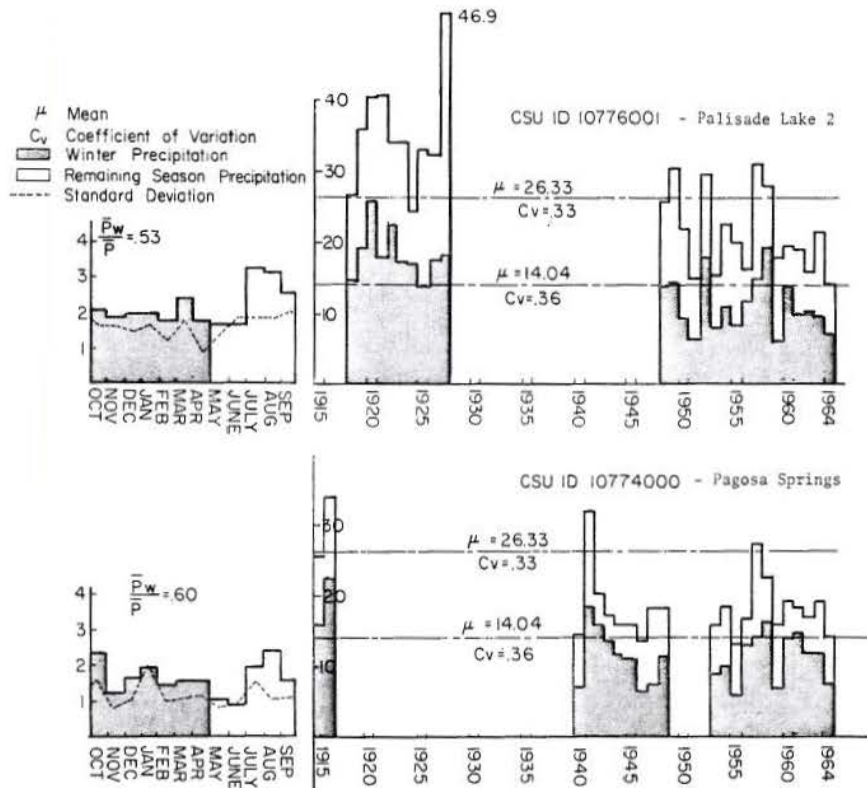 46.9
μ Mean
Cv Coefficient of Variation
Winter Precipitation
Remaining Season Precipitation
Standard Deviation
P̅w/P̅ = .53
4
3
2
1
OCT NOV DEC JAN FEB MAR APR MAY JUNE JULY AUG SEP
40
30
20
10
CSU ID 10776001 - Palisade Lake 2
μ = 26.33
Cv = .33
μ = 14.04
Cv = .36
1915 1920 1925 1930 1935 1940 1945 1950 1955 1960 1964
P̅w/P̅ = .60
4
3
2
1
OCT NOV DEC JAN FEB MAR APR MAY JUNE JULY AUG SEP
30
20
10
CSU ID 10774000 - Pagosa Springs
μ = 26.33
Cv = .33
μ = 14.04
Cv = .36
1915 1920 1925 1930 1935 1940 1945 1950 1955 1960 1964